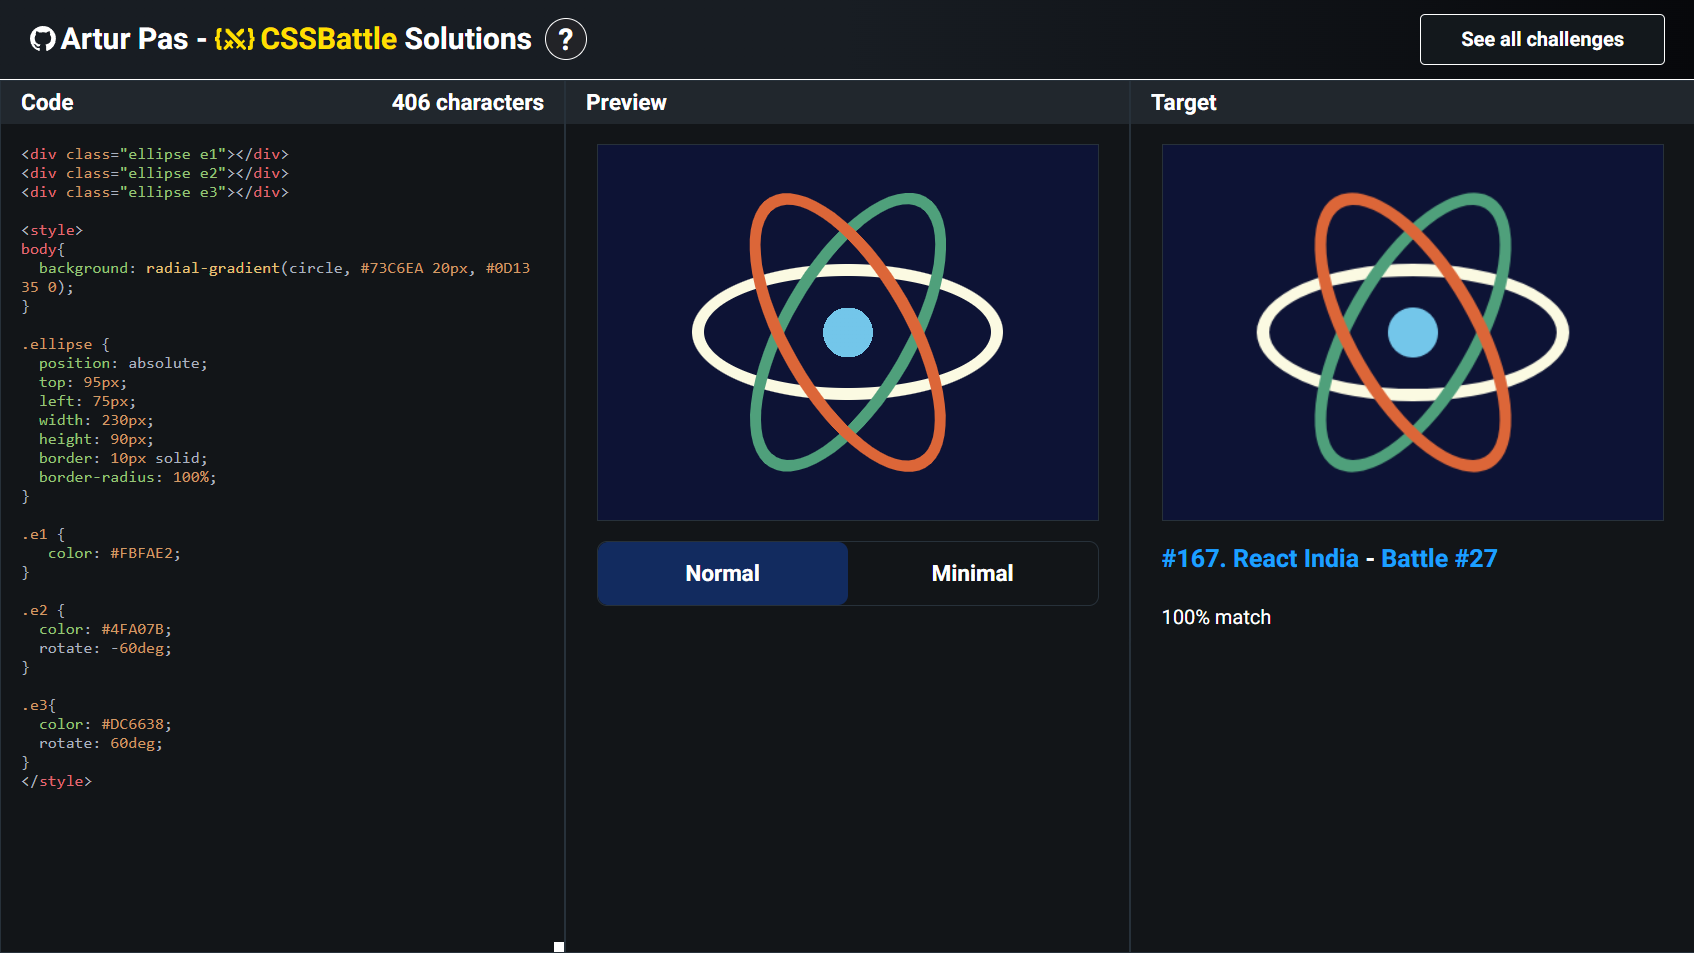 Artur Pas - {X} CSSBattle Solutions ?
See all challenges
Code 406 characters
Preview
Target
<div class="ellipse e1"></div>
<div class="ellipse e2"></div>
<div class="ellipse e3"></div>
<style>
body{
  background: radial-gradient(circle, #73C6EA 20px, #0D13
35 0);
}
.ellipse {
  position: absolute;
  top: 95px;
  left: 75px;
  width: 230px;
  height: 90px;
  border: 10px solid;
  border-radius: 100%;
}
.e1 {
   color: #FBFAE2;
}
.e2 {
  color: #4FA07B;
  rotate: -60deg;
}
.e3{
  color: #DC6638;
  rotate: 60deg;
}
</style>
Normal
Minimal
#167. React India - Battle #27
100% match